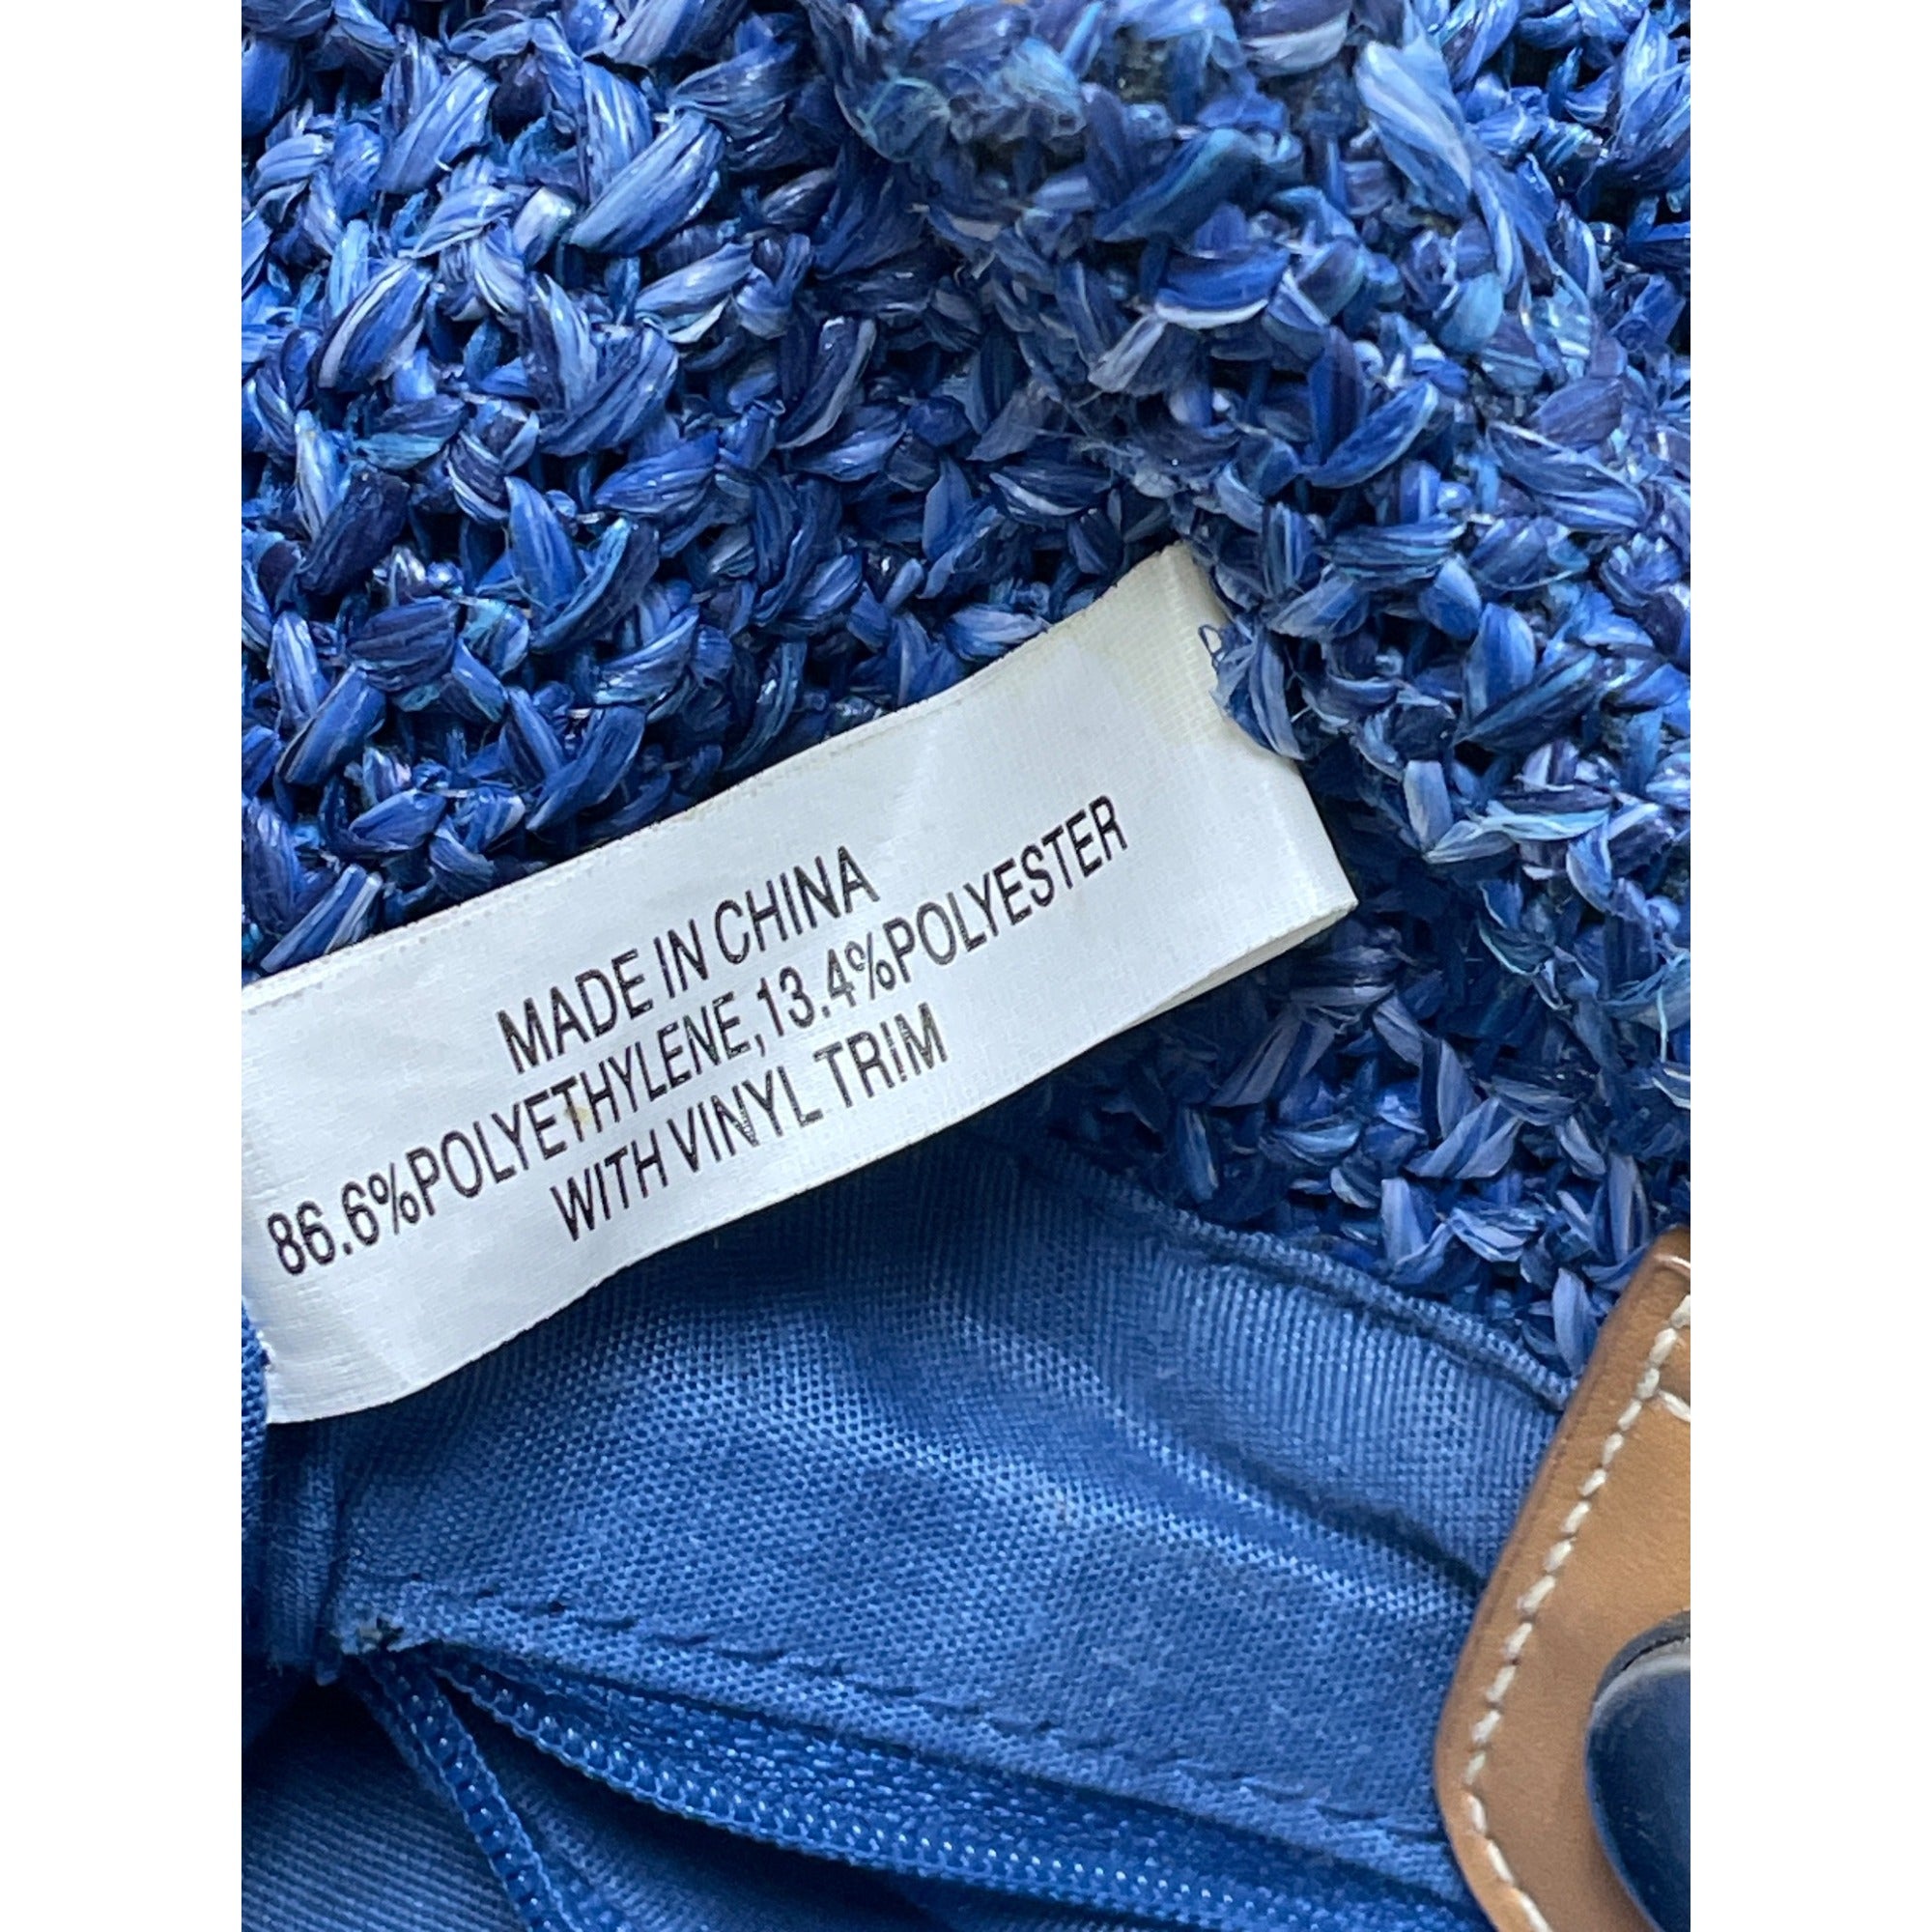 MADE IN CHINA
86.6%POLYETHYLENE,13.4%POLYESTER
WITH VINYL TRIM